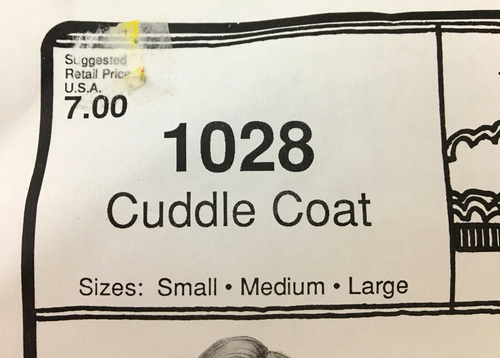 Suggested
Retail Price
U.S.A.
7.00
1028
Cuddle Coat
Sizes: Small • Medium • Large